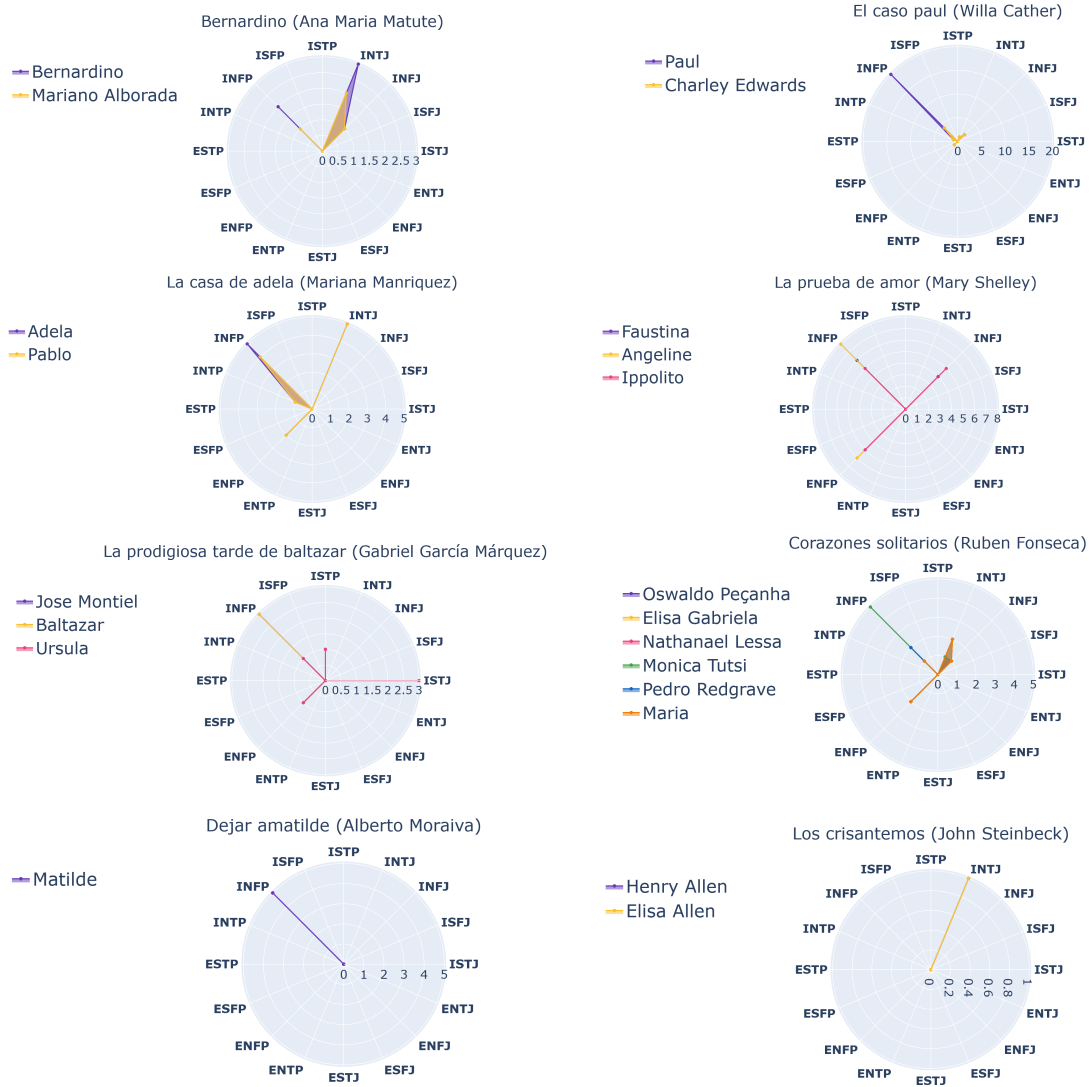 Bernardino (Ana Maria Matute)
Bernardino
Mariano Alborada
ISTP
INTJ
INFJ
ISFJ
ISTJ
ENTJ
ENFJ
ESFJ
ESTJ
ENTP
ENFP
ESFP
ESTP
INTP
INFP
ISFP
0 0.5 1 1.5 2 2.5 3
El caso paul (Willa Cather)
Paul
Charley Edwards
ISTP
INTJ
INFJ
ISFJ
ISTJ
ENTJ
ENFJ
ESFJ
ESTJ
ENTP
ENFP
ESFP
ESTP
INTP
INFP
ISFP
0 5 10 15 20
La casa de adela (Mariana Manriquez)
Adela
Pablo
ISTP
INTJ
INFJ
ISFJ
ISTJ
ENTJ
ENFJ
ESFJ
ESTJ
ENTP
ENFP
ESFP
ESTP
INTP
INFP
ISFP
0 1 2 3 4 5
La prueba de amor (Mary Shelley)
Faustina
Angeline
Ippolito
ISTP
INTJ
INFJ
ISFJ
ISTJ
ENTJ
ENFJ
ESFJ
ESTJ
ENTP
ENFP
ESFP
ESTP
INTP
INFP
ISFP
0 1 2 3 4 5 6 7 8
La prodigiosa tarde de baltazar (Gabriel García Márquez)
Jose Montiel
Baltazar
Ursula
ISTP
INTJ
INFJ
ISFJ
ISTJ
ENTJ
ENFJ
ESFJ
ESTJ
ENTP
ENFP
ESFP
ESTP
INTP
INFP
ISFP
0 0.5 1 1.5 2 2.5 3
Corazones solitarios (Ruben Fonseca)
Oswaldo Peçanha
Elisa Gabriela
Nathanael Lessa
Monica Tutsi
Pedro Redgrave
Maria
ISTP
INTJ
INFJ
ISFJ
ISTJ
ENTJ
ENFJ
ESFJ
ESTJ
ENTP
ENFP
ESFP
ESTP
INTP
INFP
ISFP
0 1 2 3 4 5
Dejar amatilde (Alberto Moraiva)
Matilde
ISTP
INTJ
INFJ
ISFJ
ISTJ
ENTJ
ENFJ
ESFJ
ESTJ
ENTP
ENFP
ESFP
ESTP
INTP
INFP
ISFP
0 1 2 3 4 5
Los crisantemos (John Steinbeck)
Henry Allen
Elisa Allen
ISTP
INTJ
INFJ
ISFJ
ISTJ
ENTJ
ENFJ
ESFJ
ESTJ
ENTP
ENFP
ESFP
ESTP
INTP
INFP
ISFP
0 0.2 0.4 0.6 0.8 1